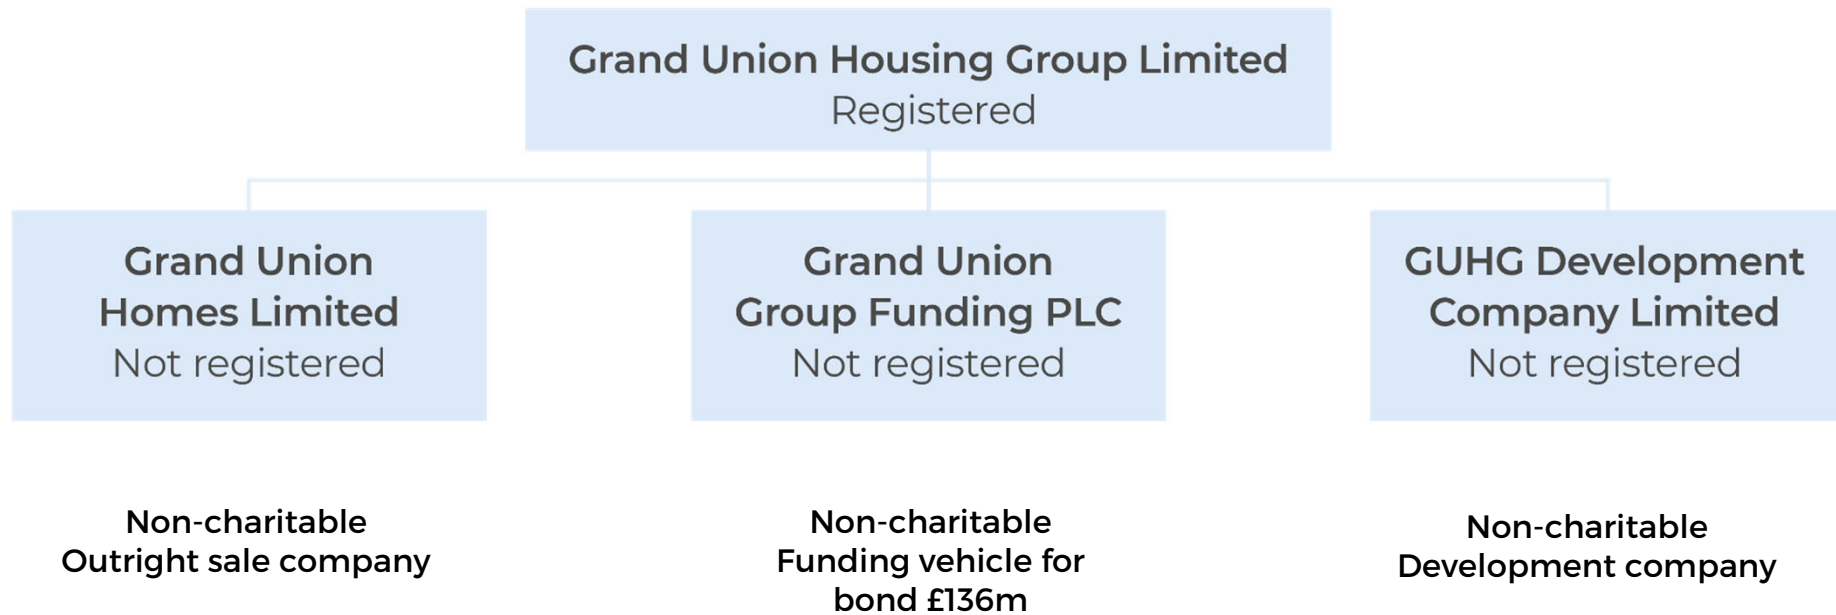 Grand Union Housing Group Limited
Registered
Grand Union
Homes Limited
Not registered
Grand Union
Group Funding PLC
Not registered
GUHG Development
Company Limited
Not registered
Non-charitable
Outright sale company
Non-charitable
Funding vehicle for
bond £136m
Non-charitable
Development company